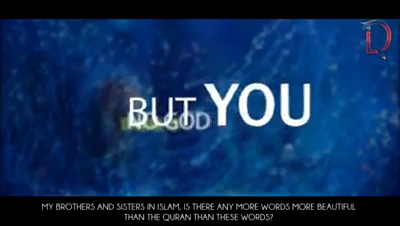 BUT YOU
NO GOD
MY BROTHERS AND SISTERS IN ISLAM, IS THERE ANY MORE WORDS MORE BEAUTIFUL
THAN THE QURAN THAN THESE WORDS?